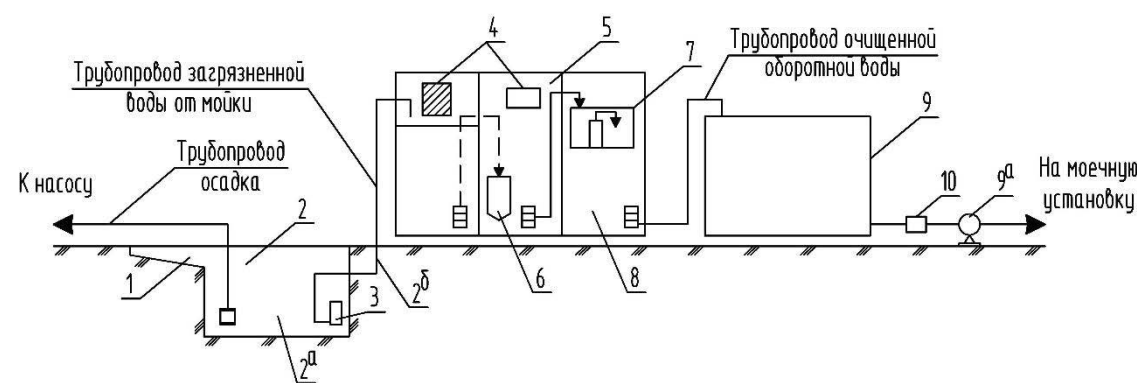 4
5
7
Трубопровод очищенной
оборотной воды
Трубопровод загрязненной
воды от мойки
9
Трубопровод
осадка
К насосу
2
10
9а
На моечную
установку
1
3
2б
6
8
2а